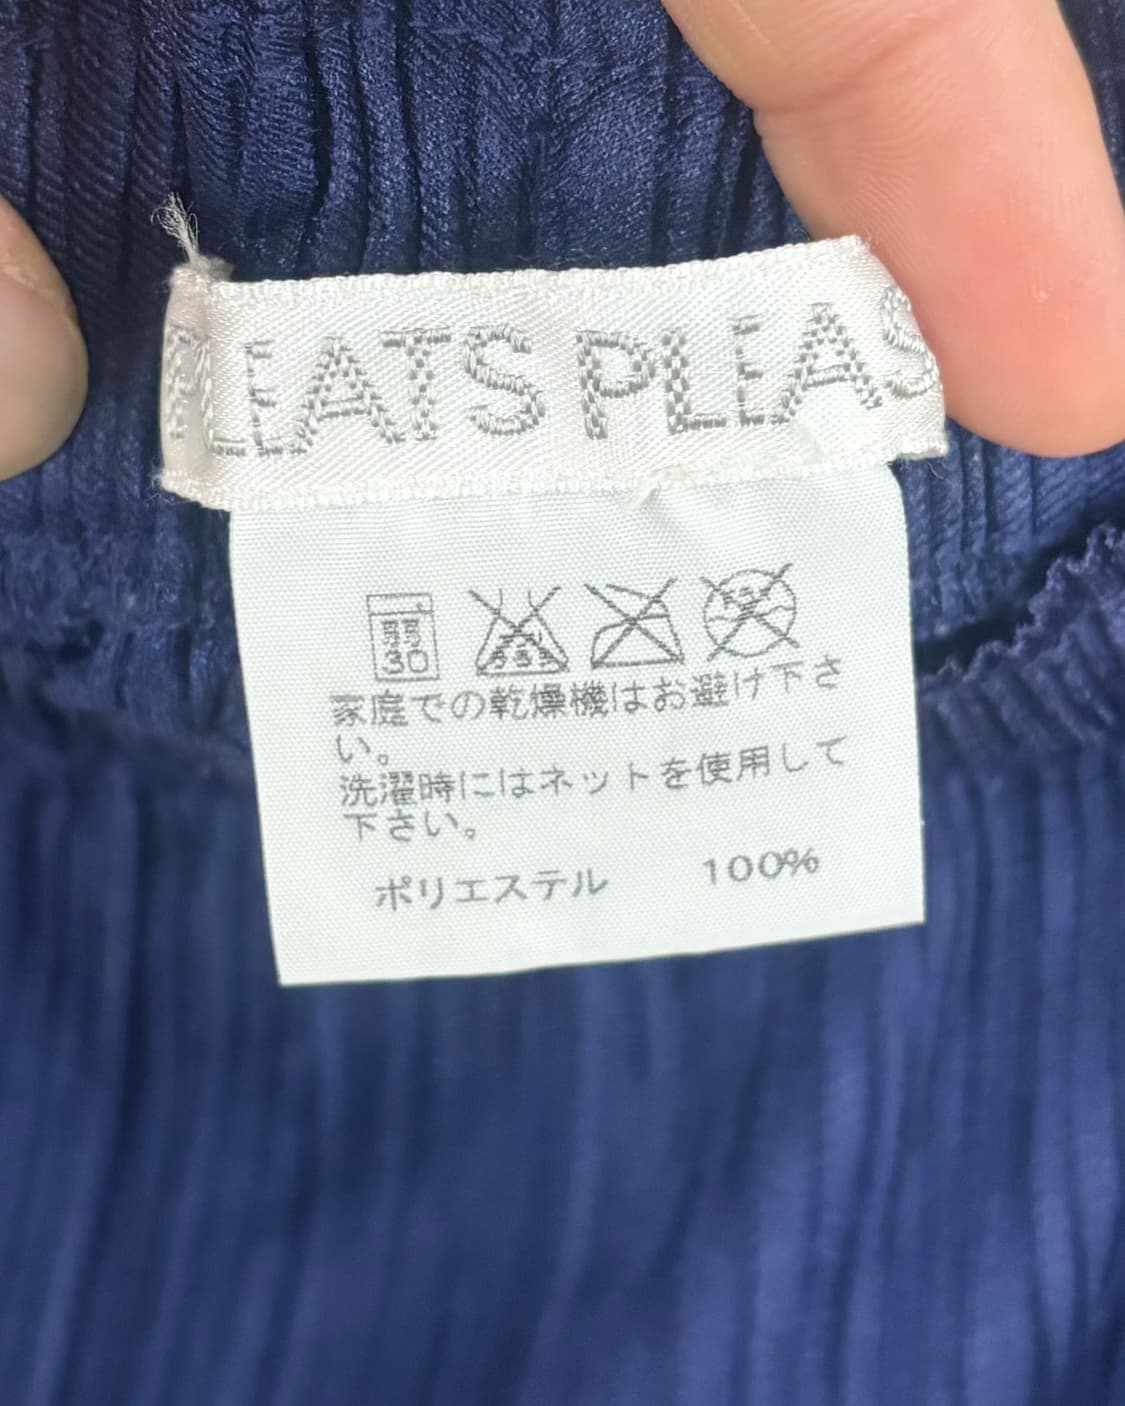 PLEATS PLEAS
弱
30
家庭での乾燥機はお避け下さ
い。
洗濯時にはネットを使用して
下さい。
ポリエステル 100%